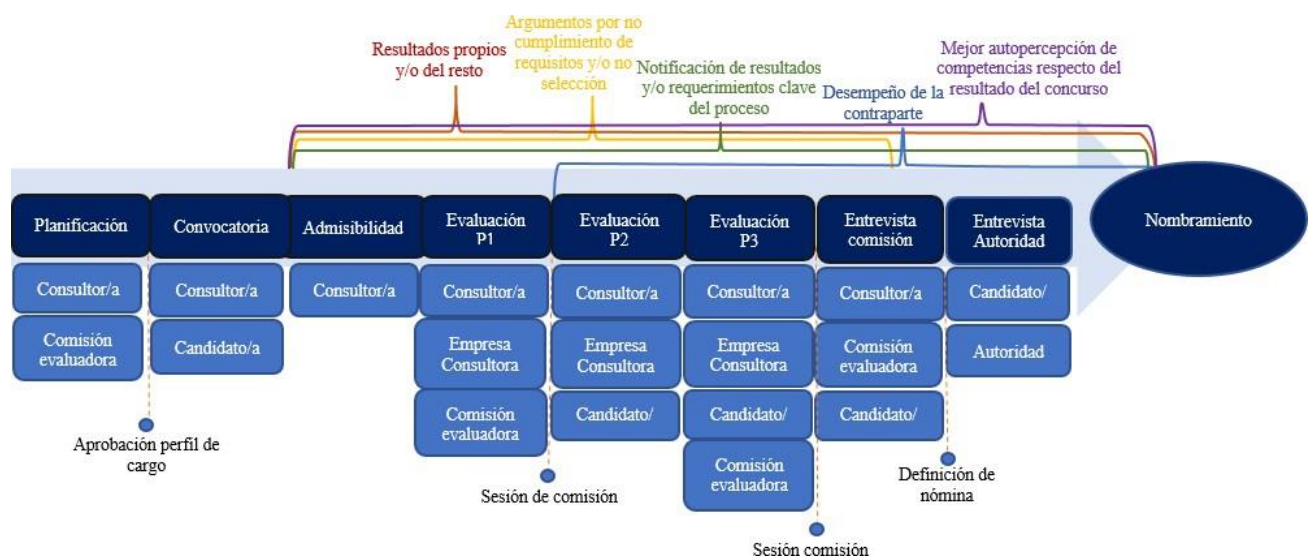 Resultados propios
y/o del resto
Argumentos por no
cumplimiento de
requisitos y/o no
selección
Notificación de resultados
y/o requerimientos clave
del proceso
Desempeño de la
contraparte
Mejor autopercepción de
competencias respecto del
resultado del concurso
Planificación
Convocatoria
Admisibilidad
Evaluación
P1
Evaluación
P2
Evaluación
P3
Entrevista
comisión
Entrevista
Autoridad
Nombramiento
Consultor/a
Consultor/a
Consultor/a
Consultor/a
Consultor/a
Consultor/a
Consultor/a
Candidato/
Comisión
evaluadora
Candidato/a
Empresa
Consultora
Empresa
Consultora
Empresa
Consultora
Comisión
evaluadora
Autoridad
Comisión
evaluadora
Candidato/
Candidato/
Candidato/
Comisión
evaluadora
Aprobación perfil de
cargo
Sesión de comisión
Definición de
nómina
Sesión comisión